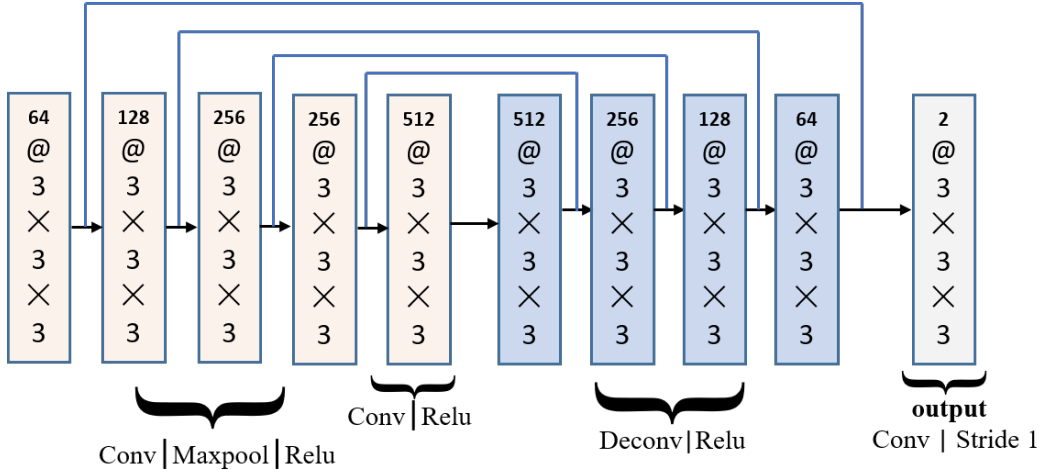 64 128 256 256 512 512 256 128 64 2
@ @ @ @ @ @ @ @ @ @
3 3 3 3 3 3 3 3 3 3
× × × × × × × × × ×
3 3 3 3 3 3 3 3 3 3
× × × × × × × × × ×
3 3 3 3 3 3 3 3 3 3
Conv|Maxpool|Relu
Conv|Relu
Deconv|Relu
output
Conv | Stride 1